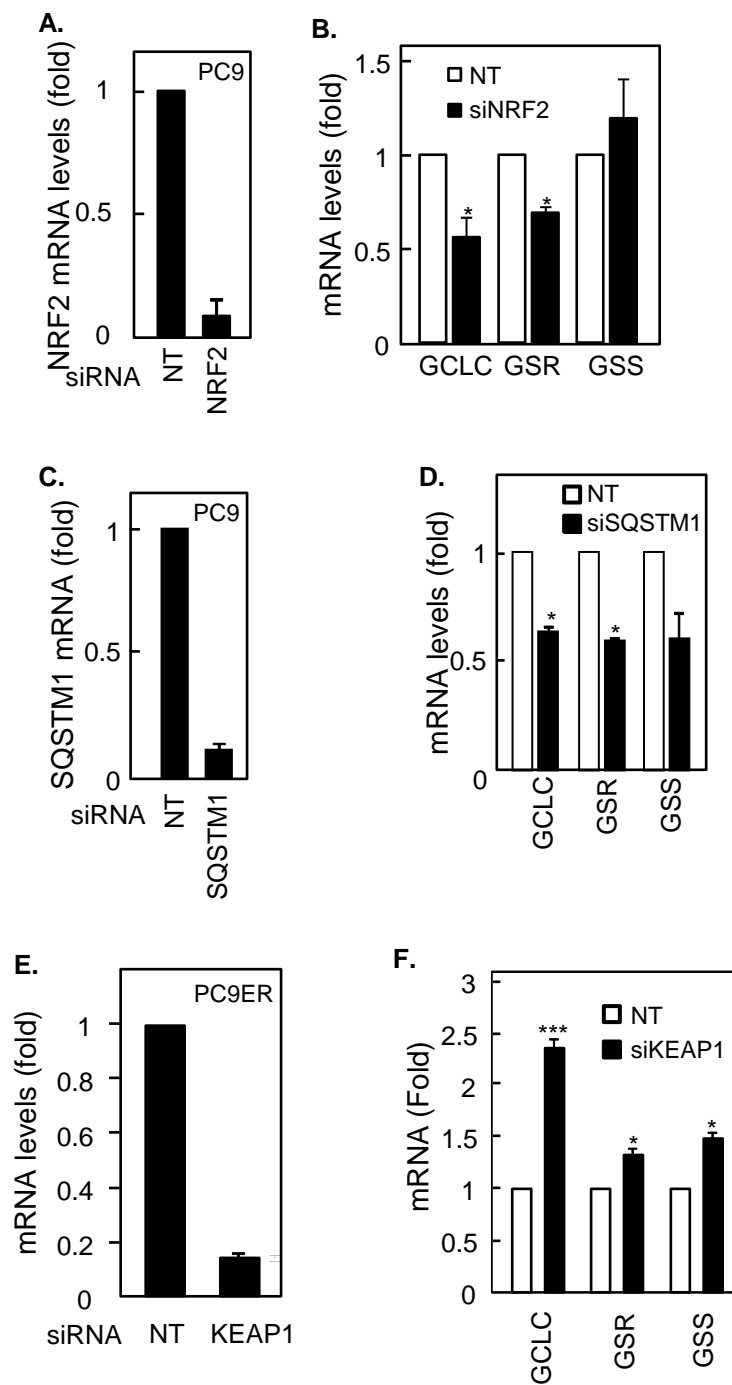 A.
NRF2 mRNA levels (fold)
1
0.5
0
PC9
siRNA
NT
NRF2
B.
mRNA levels (fold)
1.5
1.0
0.5
0
NT
siNRF2
*
*
GCLC GSR GSS
C.
SQSTM1 mRNA (fold)
1
0.5
0
PC9
siRNA
NT
SQSTM1
D.
mRNA levels (fold)
1
0.5
0
NT
siSQSTM1
*
*
GCLC
GSR
GSS
E.
mRNA levels (fold)
1
0.8
0.6
0.4
0.2
0
PC9ER
siRNA NT KEAP1
F.
mRNA (Fold)
3
2.5
2
1.5
1
0.5
0
NT
siKEAP1
***
*
*
GCLC
GSR
GSS